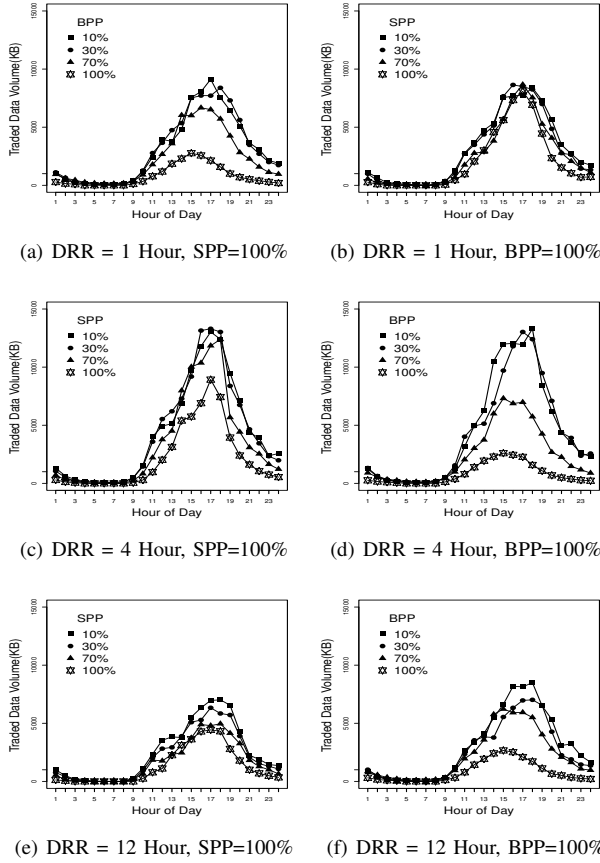 BPP
10%
30%
70%
100%
Traded Data Volume(KB)
0 5000 10000 15000
1 3 5 7 9 11 13 15 17 19 21 23
Hour of Day
(a) DRR = 1 Hour, SPP=100%
SPP
10%
30%
70%
100%
Traded Data Volume(KB)
0 5000 10000 15000
1 3 5 7 9 11 13 15 17 19 21 23
Hour of Day
(b) DRR = 1 Hour, BPP=100%
SPP
10%
30%
70%
100%
Traded Data Volume(KB)
0 5000 10000 15000
1 3 5 7 9 11 13 15 17 19 21 23
Hour of Day
(c) DRR = 4 Hour, SPP=100%
BPP
10%
30%
70%
100%
Traded Data Volume(KB)
0 5000 10000 15000
1 3 5 7 9 11 13 15 17 19 21 23
Hour of Day
(d) DRR = 4 Hour, BPP=100%
SPP
10%
30%
70%
100%
Traded Data Volume(KB)
0 5000 10000 15000
1 3 5 7 9 11 13 15 17 19 21 23
Hour of Day
(e) DRR = 12 Hour, SPP=100%
BPP
10%
30%
70%
100%
Traded Data Volume(KB)
0 5000 10000 15000
1 3 5 7 9 11 13 15 17 19 21 23
Hour of Day
(f) DRR = 12 Hour, BPP=100%